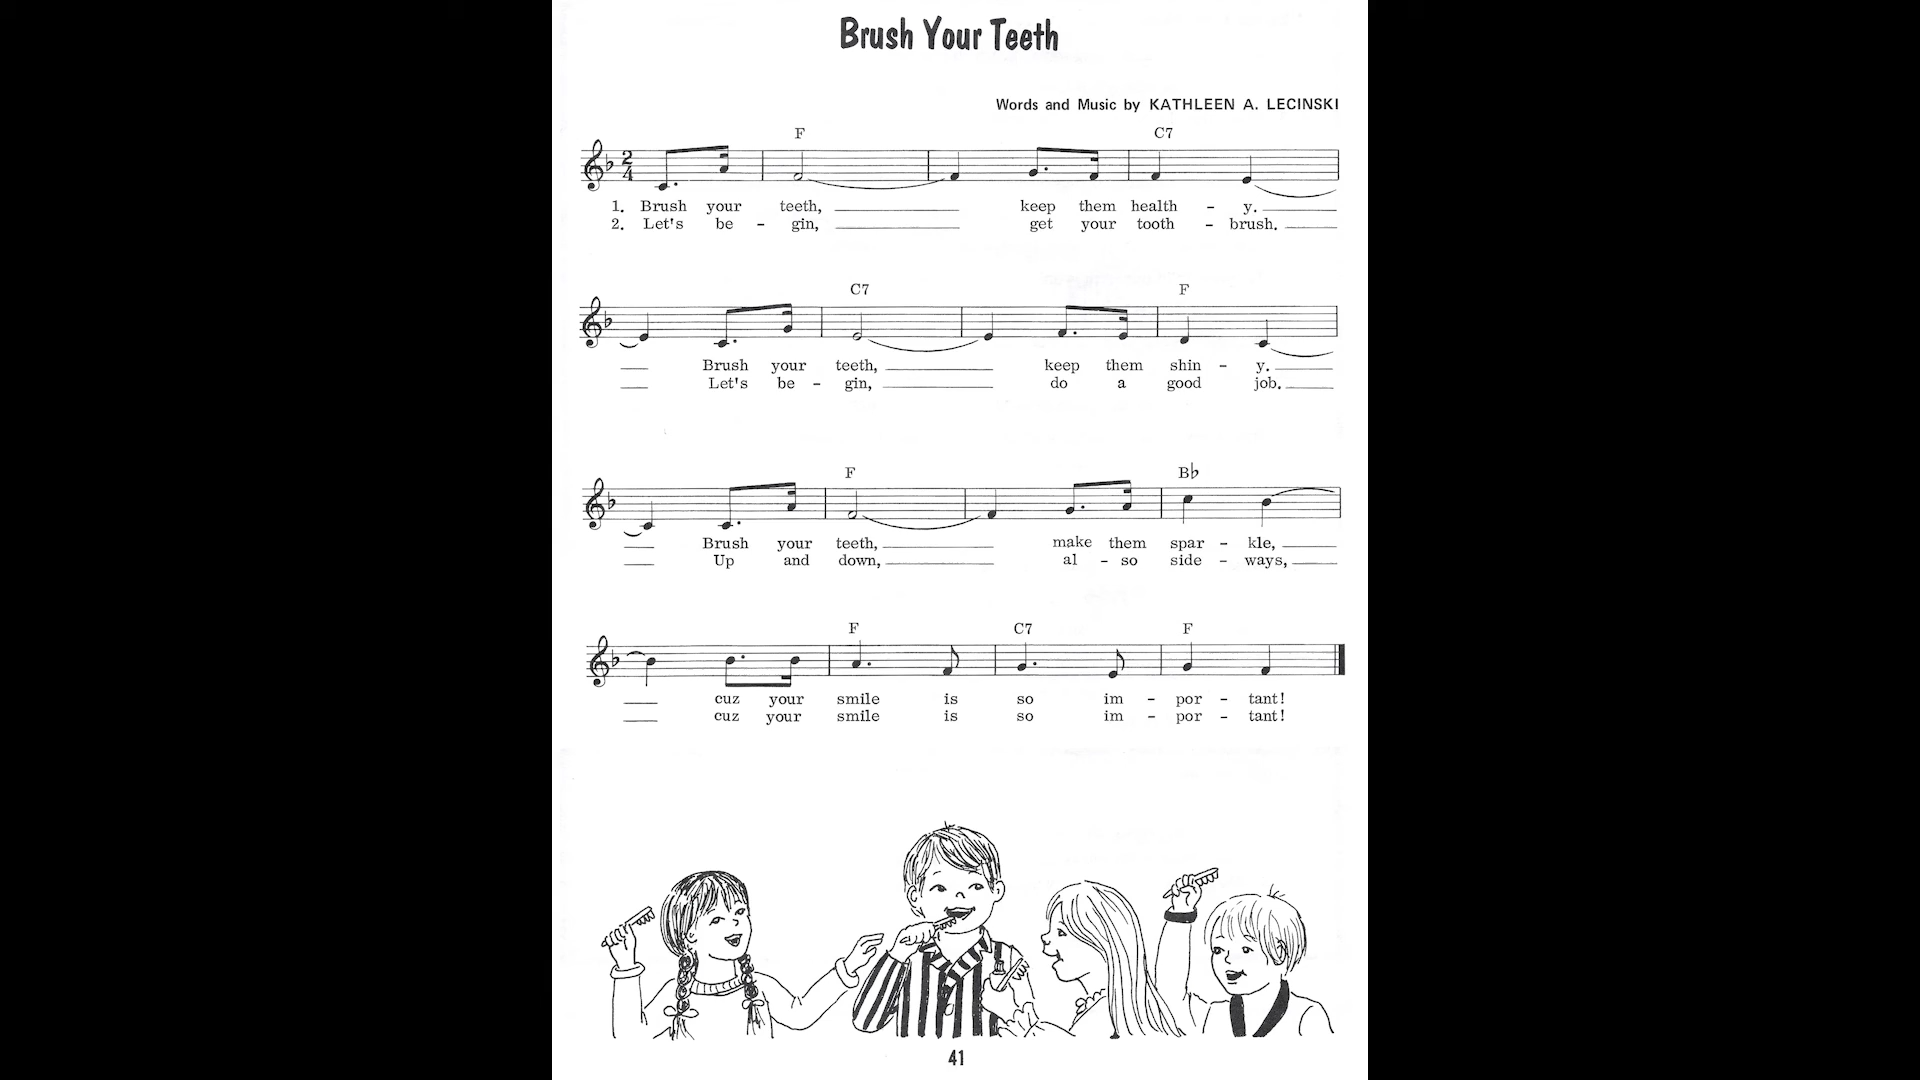 Brush Your Teeth
Words and Music by KATHLEEN A. LECINSKI
F C7
2
4
1. Brush your teeth, keep them health - y.
2. Let's be - gin, get your tooth - brush.
C7 F
Brush your teeth, keep them shin - y.
Let's be - gin, do a good job.
F B♭
Brush your teeth, make them spar - kle,
Up and down, al - so side - ways,
F C7 F
cuz your smile is so im - por - tant!
cuz your smile is so im - por - tant!
41